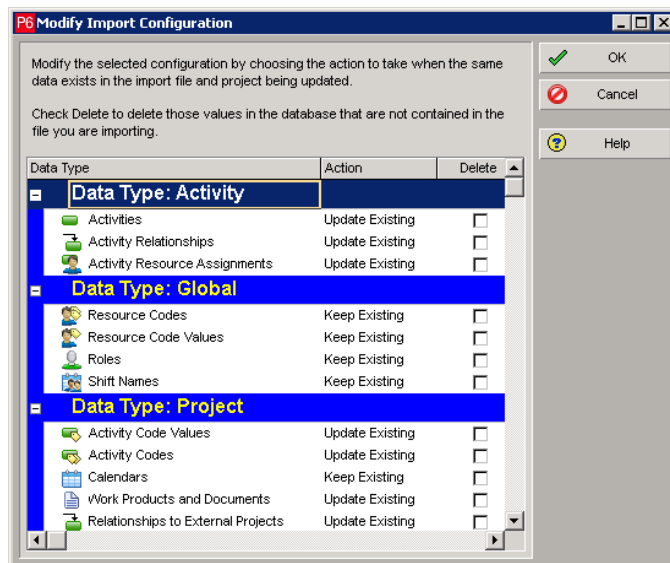 P6 Modify Import Configuration
Modify the selected configuration by choosing the action to take when the same
data exists in the import file and project being updated.
Check Delete to delete those values in the database that are not contained in the
file you are importing.
OK
Cancel
Help
Data Type Action Delete
Data Type: Activity
Activities Update Existing
Activity Relationships Update Existing
Activity Resource Assignments Update Existing
Data Type: Global
Resource Codes Keep Existing
Resource Code Values Keep Existing
Roles Keep Existing
Shift Names Keep Existing
Data Type: Project
Activity Code Values Update Existing
Activity Codes Update Existing
Calendars Keep Existing
Work Products and Documents Update Existing
Relationships to External Projects Update Existing